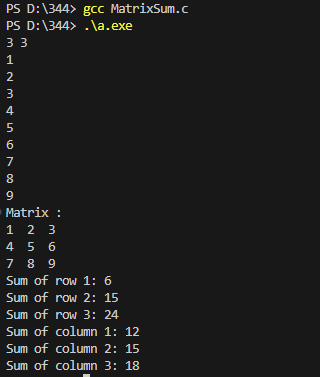 PS D:\344> gcc MatrixSum.c
PS D:\344> .\a.exe
3 3
1
2
3
4
5
6
7
8
9
Matrix :
1  2  3
4  5  6
7  8  9
Sum of row 1: 6
Sum of row 2: 15
Sum of row 3: 24
Sum of column 1: 12
Sum of column 2: 15
Sum of column 3: 18